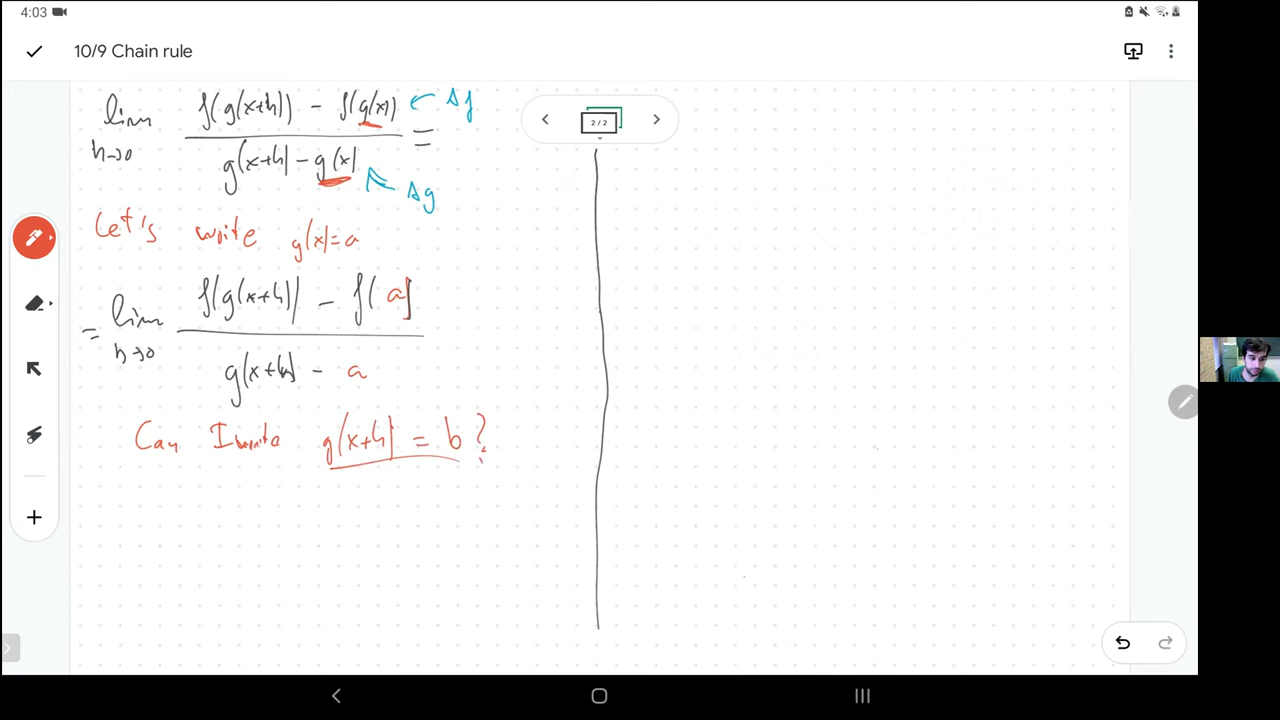 4:03
10/9 Chain rule
lim h→0 f(g(x+h)) - f(g(x)) ← Δf
g(x+h) - g(x) =
Δg
2 / 2
Let's write g(x) = a
= lim h→0 f(g(x+h)) - f(a)
g(x+h) - a
Can I write g(x+h) = b?